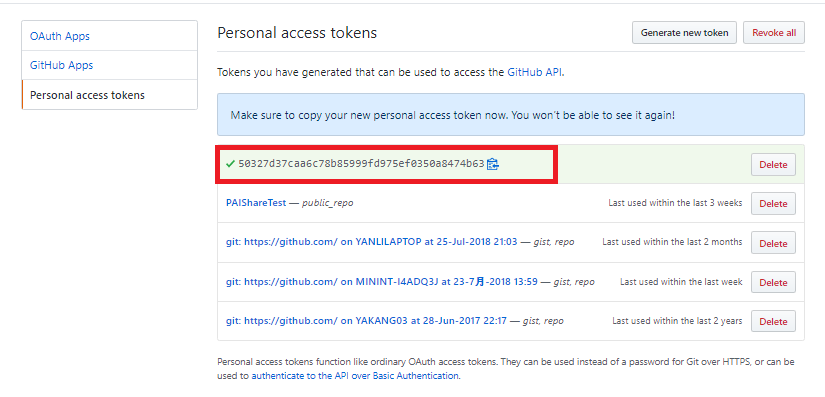 OAuth Apps
GitHub Apps
Personal access tokens
Personal access tokens
Generate new token
Revoke all
Tokens you have generated that can be used to access the GitHub API.
Make sure to copy your new personal access token now. You won't be able to see it again!
50327d37caa6c78b85999fd975ef0350a8474b63
Delete
PAIShareTest — public_repo
Last used within the last 3 weeks
Delete
git: https://github.com/ on YANLILAPTOP at 25-Jul-2018 21:03 — gist, repo
Last used within the last 2 months
Delete
git: https://github.com/ on MININT-I4ADQ3J at 23-7月-2018 13:59 — gist, repo
Last used within the last week
Delete
git: https://github.com/ on YAKANG03 at 28-Jun-2017 22:17 — gist, repo
Last used within the last 2 years
Delete
Personal access tokens function like ordinary OAuth access tokens. They can be used instead of a password for Git over HTTPS, or can be
used to authenticate to the API over Basic Authentication.